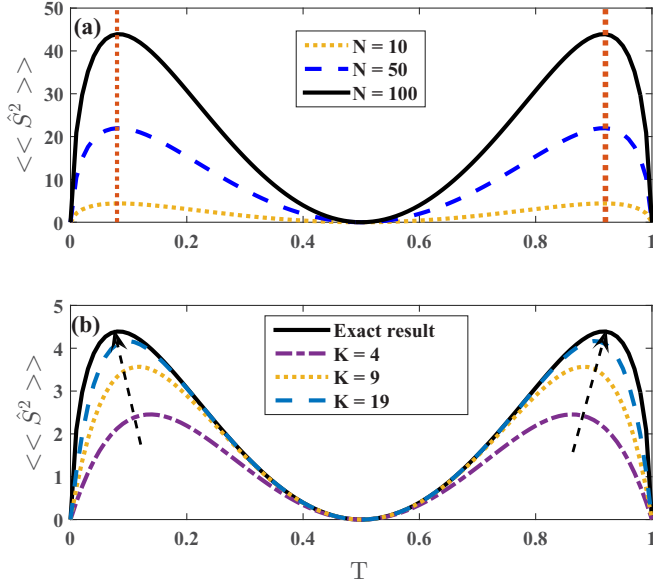 (a)
50
40
30
20
10
0
<< Ŝ² >>
N = 10
N = 50
N = 100
0
0.2
0.4
0.6
0.8
1
(b)
5
4
3
2
1
0
<< Ŝ² >>
Exact result
K = 4
K = 9
K = 19
0
0.2
0.4
0.6
0.8
1
T